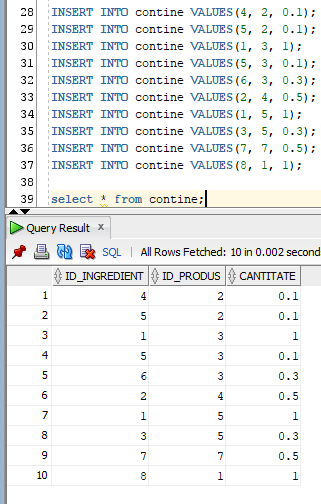 28 INSERT INTO contine VALUES(4, 2, 0.1);
29 INSERT INTO contine VALUES(5, 2, 0.1);
30 INSERT INTO contine VALUES(1, 3, 1);
31 INSERT INTO contine VALUES(5, 3, 0.1);
32 INSERT INTO contine VALUES(6, 3, 0.3);
33 INSERT INTO contine VALUES(2, 4, 0.5);
34 INSERT INTO contine VALUES(1, 5, 1);
35 INSERT INTO contine VALUES(3, 5, 0.3);
36 INSERT INTO contine VALUES(7, 7, 0.5);
37 INSERT INTO contine VALUES(8, 1, 1);
38
39 select * from contine;
Query Result x
SQL | All Rows Fetched: 10 in 0.002 second
ID_INGREDIENT ID_PRODUS CANTITATE
1 4 2 0.1
2 5 2 0.1
3 1 3 1
4 5 3 0.1
5 6 3 0.3
6 2 4 0.5
7 1 5 1
8 3 5 0.3
9 7 7 0.5
10 8 1 1